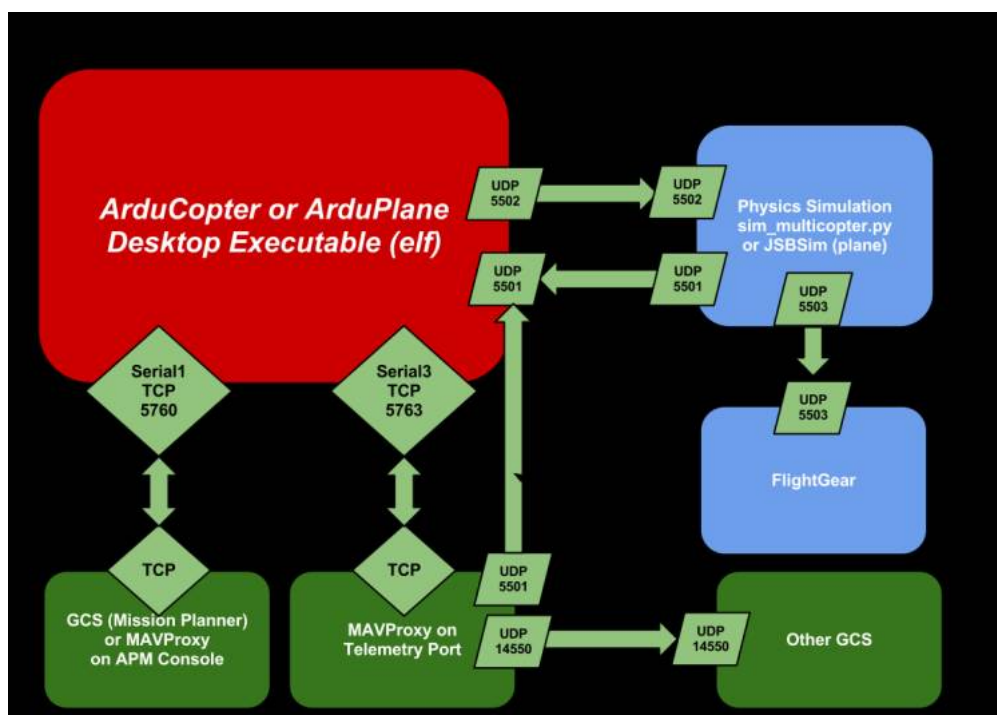 ArduCopter or ArduPlane
Desktop Executable (elf)
UDP
5502
UDP
5502
Physics Simulation
sim_multicopter.py
or JSBSim (plane)
UDP
5501
UDP
5501
UDP
5503
Serial1
TCP
5760
Serial3
TCP
5763
UDP
5503
FlightGear
TCP
GCS (Mission Planner)
or MAVProxy
on APM Console
TCP
MAVProxy on
Telemetry Port
UDP
5501
UDP
14550
UDP
14550
Other GCS